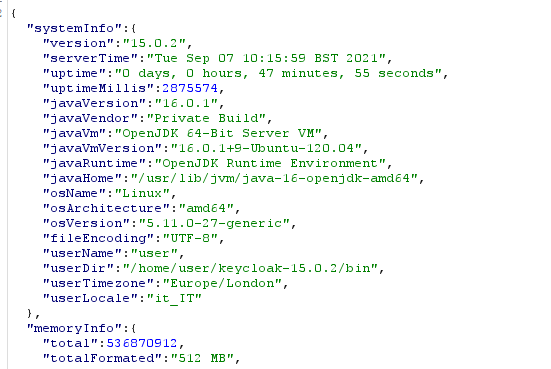 {
"systemInfo":{
"version":"15.0.2",
"serverTime":"Tue Sep 07 10:15:59 BST 2021",
"uptime":"0 days, 0 hours, 47 minutes, 55 seconds",
"uptimeMillis":2875574,
"javaVersion":"16.0.1",
"javaVendor":"Private Build",
"javaVm":"OpenJDK 64-Bit Server VM",
"javaVmVersion":"16.0.1+9-Ubuntu-120.04",
"javaRuntime":"OpenJDK Runtime Environment",
"javaHome":"/usr/lib/jvm/java-16-openjdk-amd64",
"osName":"Linux",
"osArchitecture":"amd64",
"osVersion":"5.11.0-27-generic",
"fileEncoding":"UTF-8",
"userName":"user",
"userDir":"/home/user/keycloak-15.0.2/bin",
"userTimezone":"Europe/London",
"userLocale":"it_IT"
},
"memoryInfo":{
"total":536870912,
"totalFormated":"512 MB",